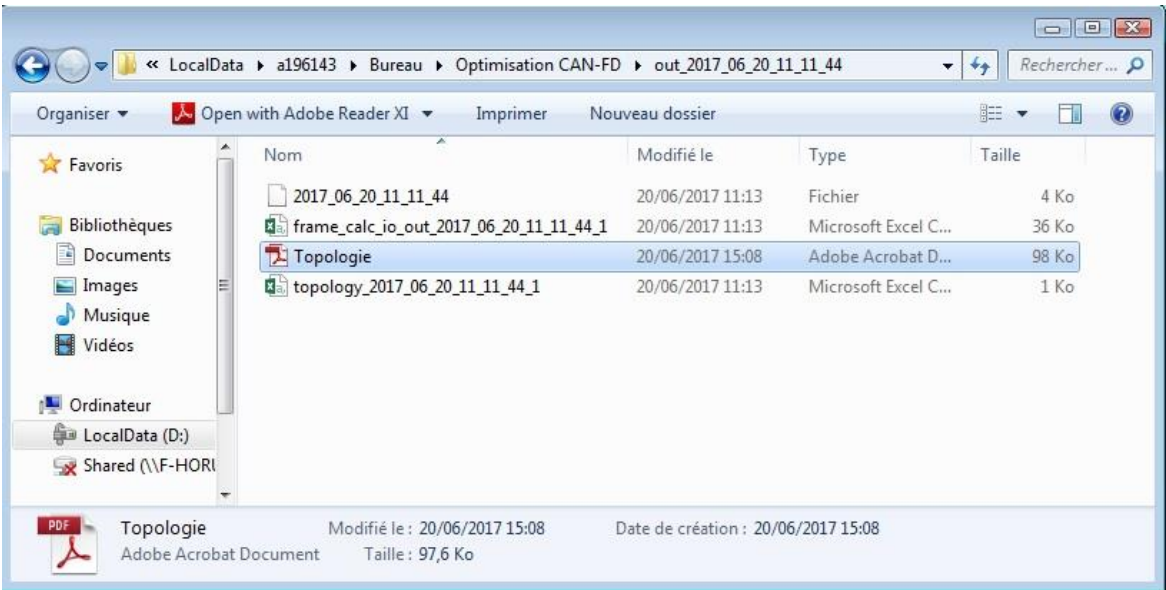 « LocalData ▸ a196143 ▸ Bureau ▸ Optimisation CAN-FD ▸ out_2017_06_20_11_11_44 Rechercher ...
Organiser Open with Adobe Reader XI Imprimer Nouveau dossier
Favoris
Bibliothèques
Documents
Images
Musique
Vidéos
Ordinateur
LocalData (D:)
Shared (\\F-HORU
Nom Modifié le Type Taille
2017_06_20_11_11_44 20/06/2017 11:13 Fichier 4 Ko
frame_calc_io_out_2017_06_20_11_11_44_1 20/06/2017 11:13 Microsoft Excel C... 36 Ko
Topologie 20/06/2017 15:08 Adobe Acrobat D... 98 Ko
topology_2017_06_20_11_11_44_1 20/06/2017 11:13 Microsoft Excel C... 1 Ko
PDF
Topologie Modifié le : 20/06/2017 15:08 Date de création : 20/06/2017 15:08
Adobe Acrobat Document Taille : 97,6 Ko